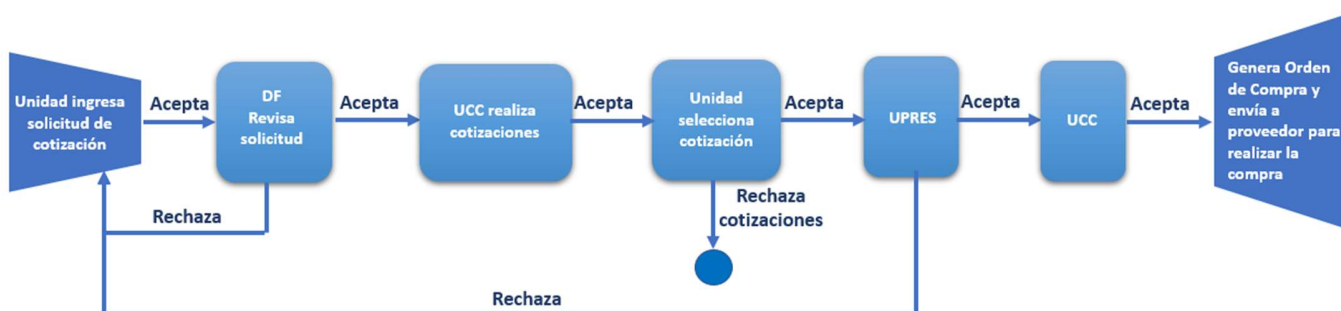 Unidad ingresa
solicitud de
cotización
Acepta
DF
Revisa
solicitud
Acepta
UCC realiza
cotizaciones
Acepta
Unidad
selecciona
cotización
Acepta
UPRES
Acepta
UCC
Acepta
Genera Orden
de Compra y
envía a
proveedor para
realizar la
compra
Rechaza
Rechaza
cotizaciones
Rechaza